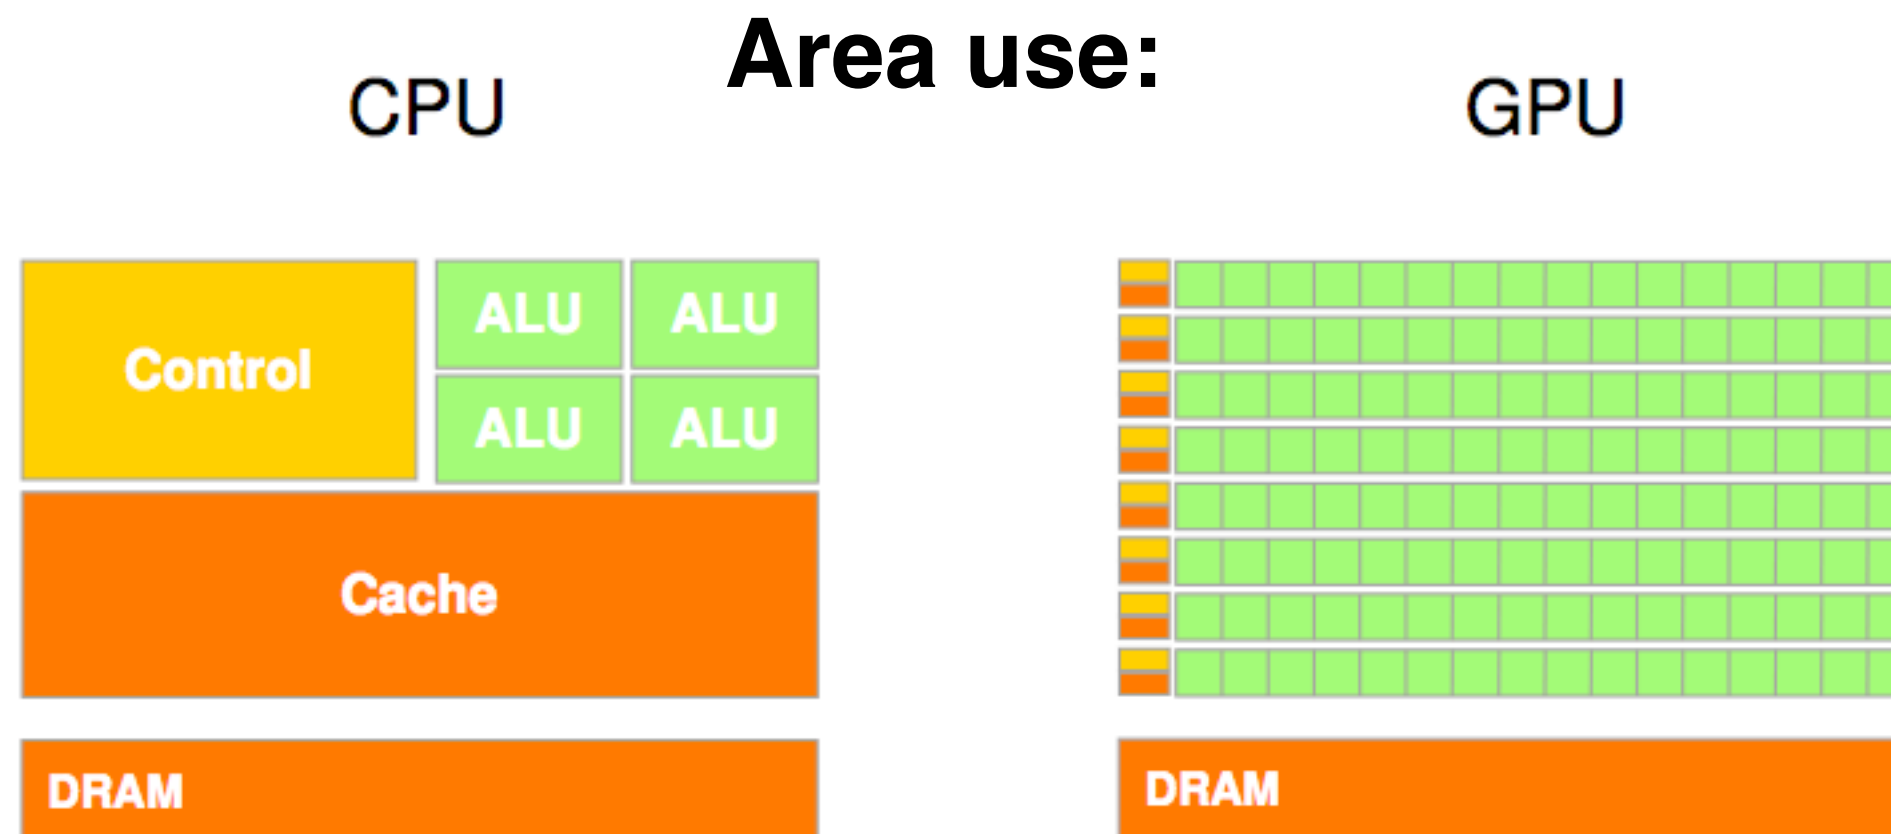 Area use:
CPU
GPU
Control
ALU
ALU
ALU
ALU
Cache
DRAM
DRAM